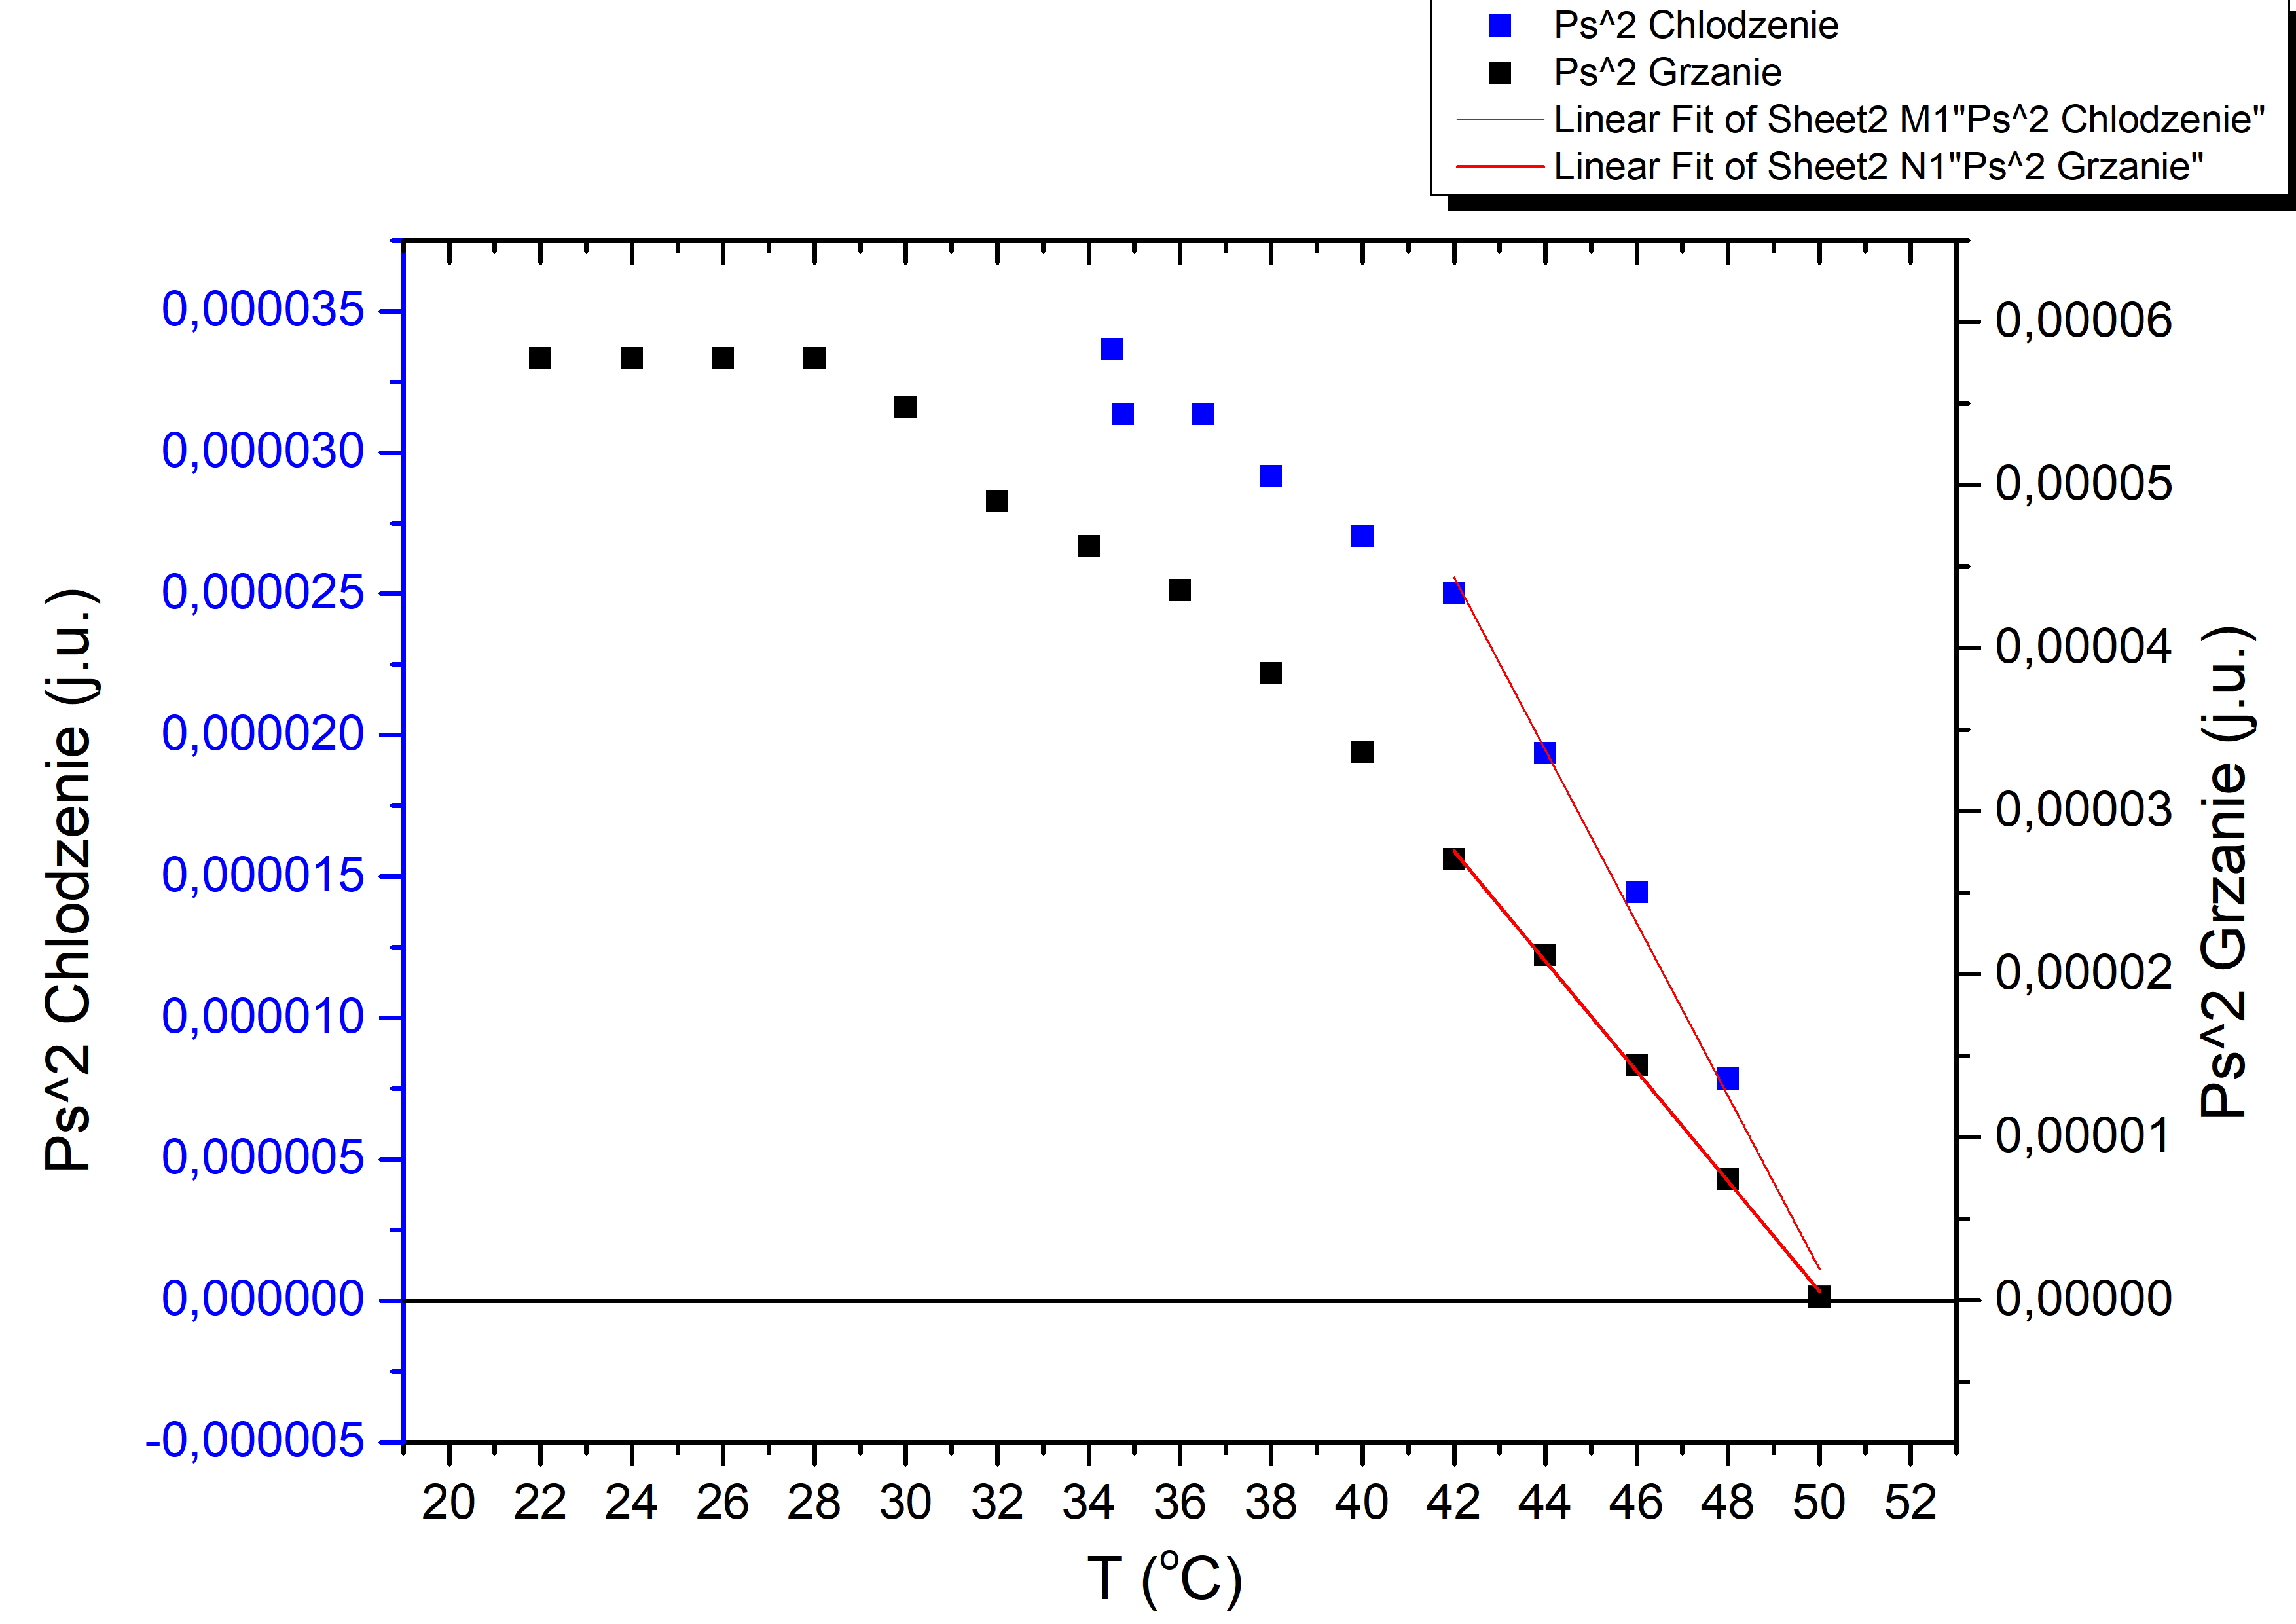 Ps^2 Chlodzenie
Ps^2 Grzanie
Linear Fit of Sheet2 M1"Ps^2 Chlodzenie"
Linear Fit of Sheet2 N1"Ps^2 Grzanie"
0,000035
0,000030
0,000025
0,000020
0,000015
0,000010
0,000005
0,000000
-0,000005
Ps^2 Chlodzenie (j.u.)
0,00006
0,00005
0,00004
0,00003
0,00002
0,00001
0,00000
Ps^2 Grzanie (j.u.)
20 22 24 26 28 30 32 34 36 38 40 42 44 46 48 50 52
T (°C)